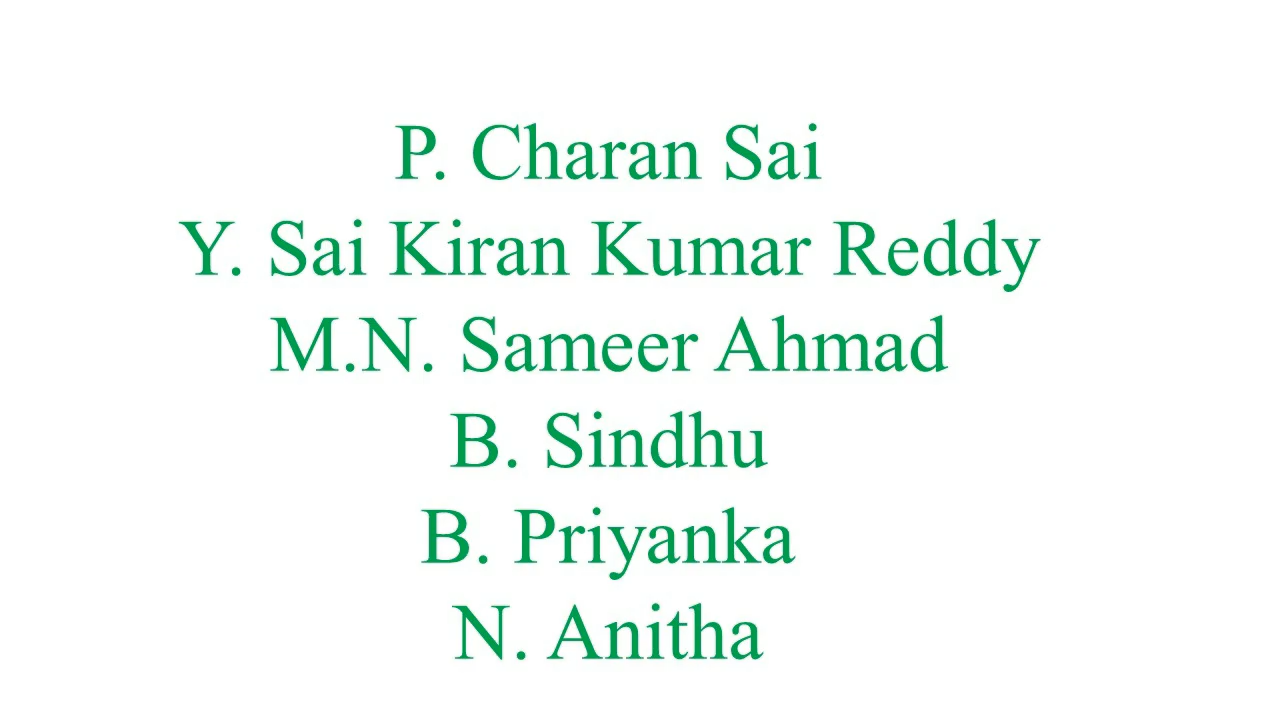 P. Charan Sai
Y. Sai Kiran Kumar Reddy
M.N. Sameer Ahmad
B. Sindhu
B. Priyanka
N. Anitha